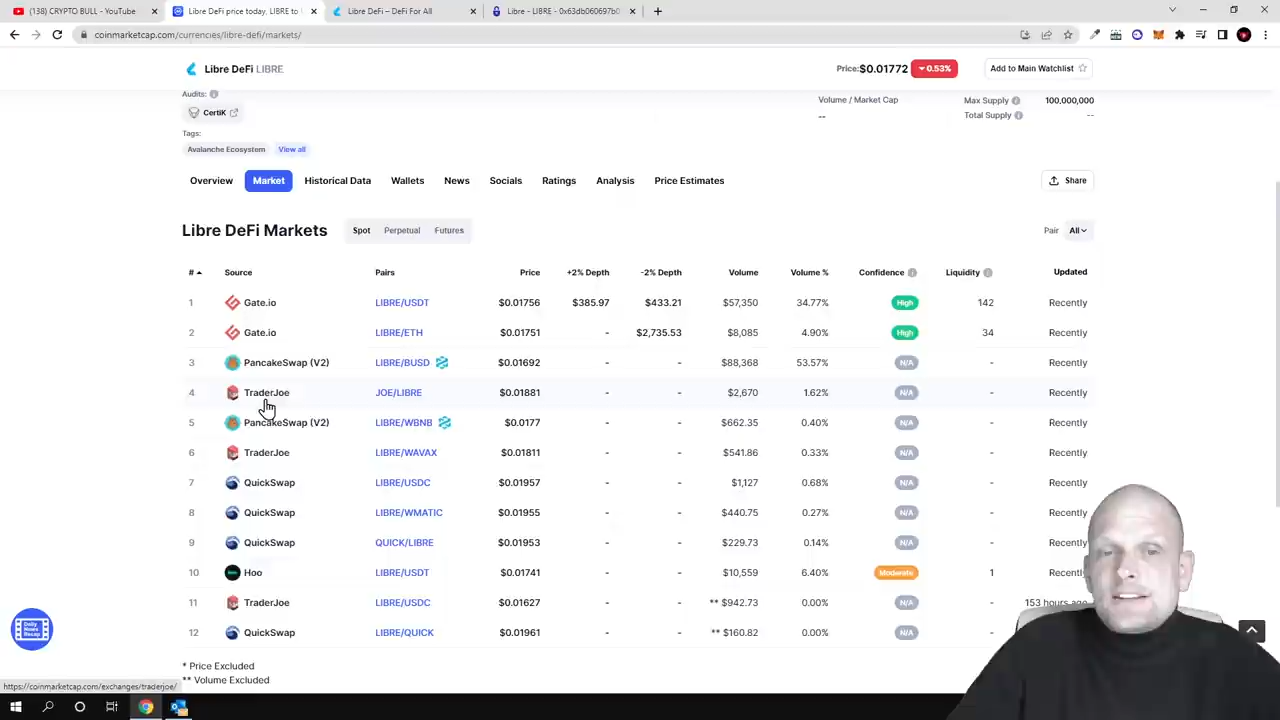 (138) CRYPTO BULL - YouTube
Libre DeFi price today, LIBRE to
Libre DeFi – DeFi For All
Libre - LIBRE - 0x63db060697b0
coinmarketcap.com/currencies/libre-defi/markets/
Libre DeFi LIBRE
Price:$0.01772
0.53%
Add to Main Watchlist
Audits:
CertiK
Tags:
Avalanche Ecosystem
View all
Volume / Market Cap
--
Max Supply 100,000,000
Total Supply --
Overview Market Historical Data Wallets News Socials Ratings Analysis Price Estimates
Share
Libre DeFi Markets
Spot Perpetual Futures
Pair All
# Source Pairs Price +2% Depth -2% Depth Volume Volume % Confidence Liquidity Updated
1 Gate.io LIBRE/USDT $0.01756 $385.97 $433.21 $57,350 34.77% High 142 Recently
2 Gate.io LIBRE/ETH $0.01751 - $2,735.53 $8,085 4.90% High 34 Recently
3 PancakeSwap (V2) LIBRE/BUSD $0.01692 - - $88,368 53.57% N/A - Recently
4 TraderJoe JOE/LIBRE $0.01881 - - $2,670 1.62% N/A - Recently
5 PancakeSwap (V2) LIBRE/WBNB $0.0177 - - $662.35 0.40% N/A - Recently
6 TraderJoe LIBRE/WAVAX $0.01811 - - $541.86 0.33% N/A - Recently
7 QuickSwap LIBRE/USDC $0.01957 - - $1,127 0.68% N/A - Recently
8 QuickSwap LIBRE/WMATIC $0.01955 - - $440.75 0.27% N/A - Recently
9 QuickSwap QUICK/LIBRE $0.01953 - - $229.73 0.14% N/A - Recently
10 Hoo LIBRE/USDT $0.01741 - - $10,559 6.40% Moderate 1 Recently
11 TraderJoe LIBRE/USDC $0.01627 - - ** $942.73 0.00% N/A - 153 hours ago
12 QuickSwap LIBRE/QUICK $0.01961 - - ** $160.82 0.00% N/A -
* Price Excluded
** Volume Excluded
Daily
News
Recap
https://coinmarketcap.com/exchanges/traderjoe/